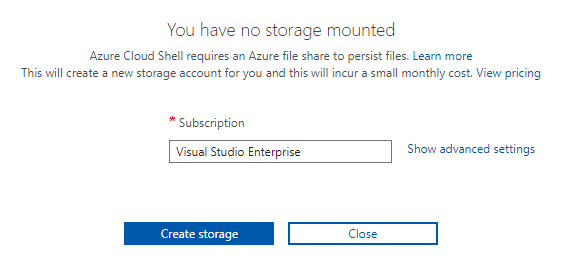 You have no storage mounted
Azure Cloud Shell requires an Azure file share to persist files. Learn more
This will create a new storage account for you and this will incur a small monthly cost. View pricing
* Subscription
Visual Studio Enterprise
Show advanced settings
Create storage
Close